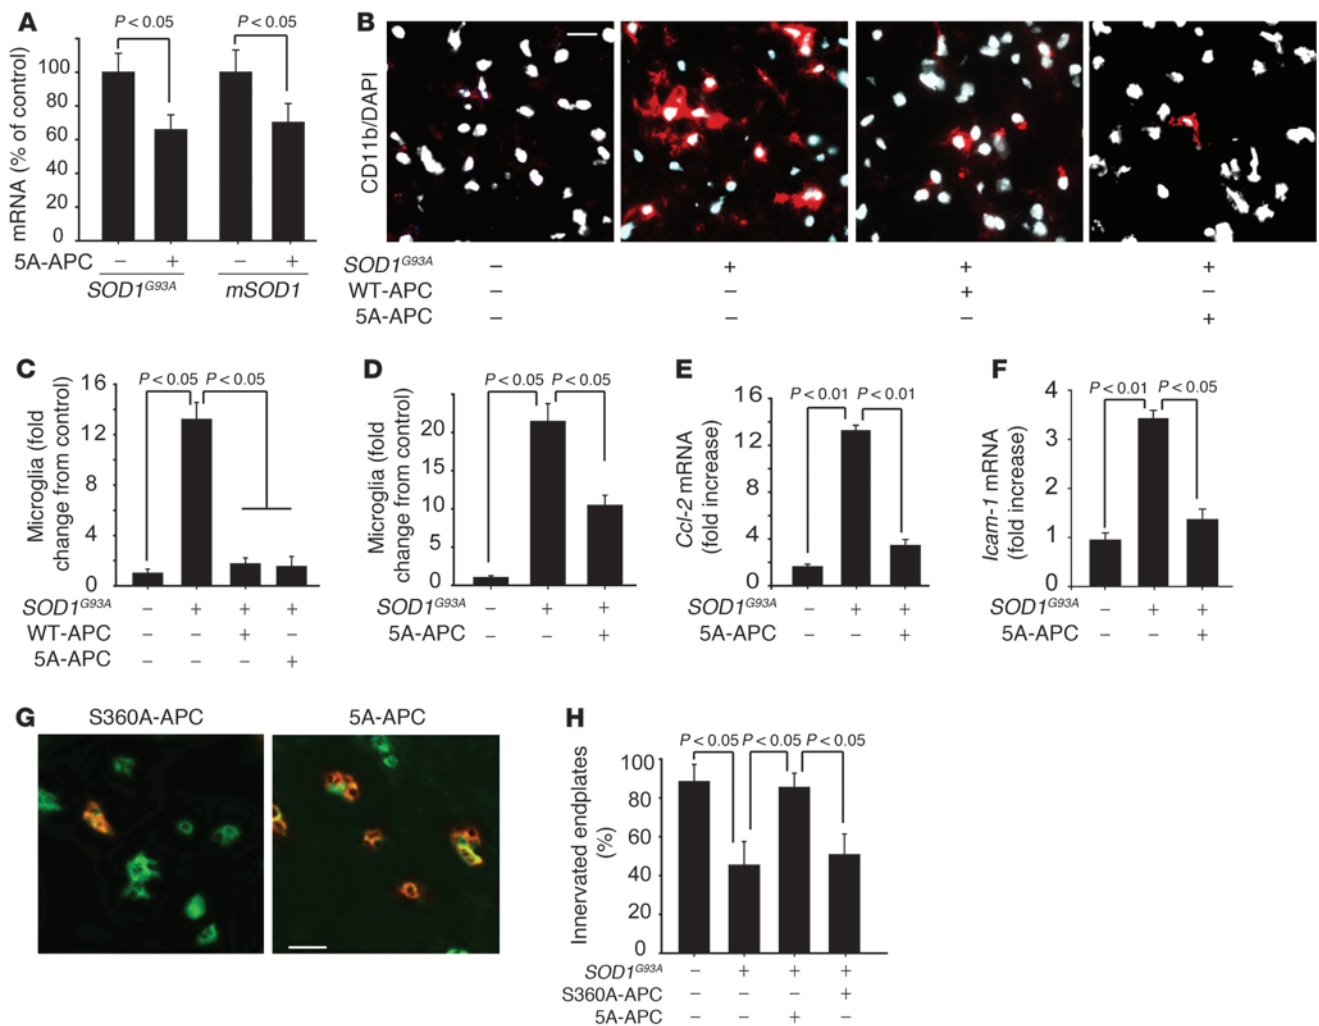 A
P < 0.05
P < 0.05
mRNA (% of control)
100
80
60
40
20
0
5A-APC – + – +
SOD1G93A mSOD1
B
CD11b/DAPI
SOD1G93A – + + +
WT-APC – – + –
5A-APC – – – +
C
P < 0.05 P < 0.05
Microglia (fold
change from control)
16
12
8
4
0
SOD1G93A – + + +
WT-APC – – + –
5A-APC – – – +
D
P < 0.05 P < 0.05
Microglia (fold
change from control)
20
15
10
5
0
SOD1G93A – + +
5A-APC – – +
E
P < 0.01 P < 0.01
Ccl-2 mRNA
(fold increase)
16
12
8
4
0
SOD1G93A – + +
5A-APC – – +
F
P < 0.01 P < 0.05
Icam-1 mRNA
(fold increase)
4
3
2
1
0
SOD1G93A – + +
5A-APC – – +
G
S360A-APC 5A-APC
H
P < 0.05 P < 0.05 P < 0.05
Innervated endplates
(%)
100
80
60
40
20
0
SOD1G93A – + + +
S360A-APC – – – +
5A-APC – – + –